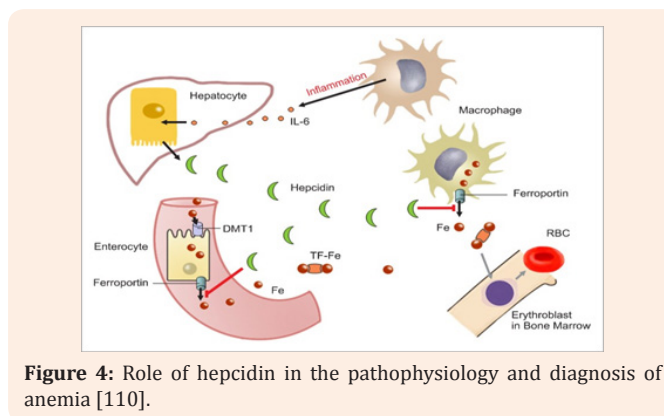 Inflammation
Hepatocyte
IL-6
Macrophage
Hepcidin
Ferroportin
Fe
DMT1
Enterocyte
TF-Fe
RBC
Ferroportin
Fe
Erythroblast
in Bone Marrow
Figure 4: Role of hepcidin in the pathophysiology and diagnosis of
anemia [110].